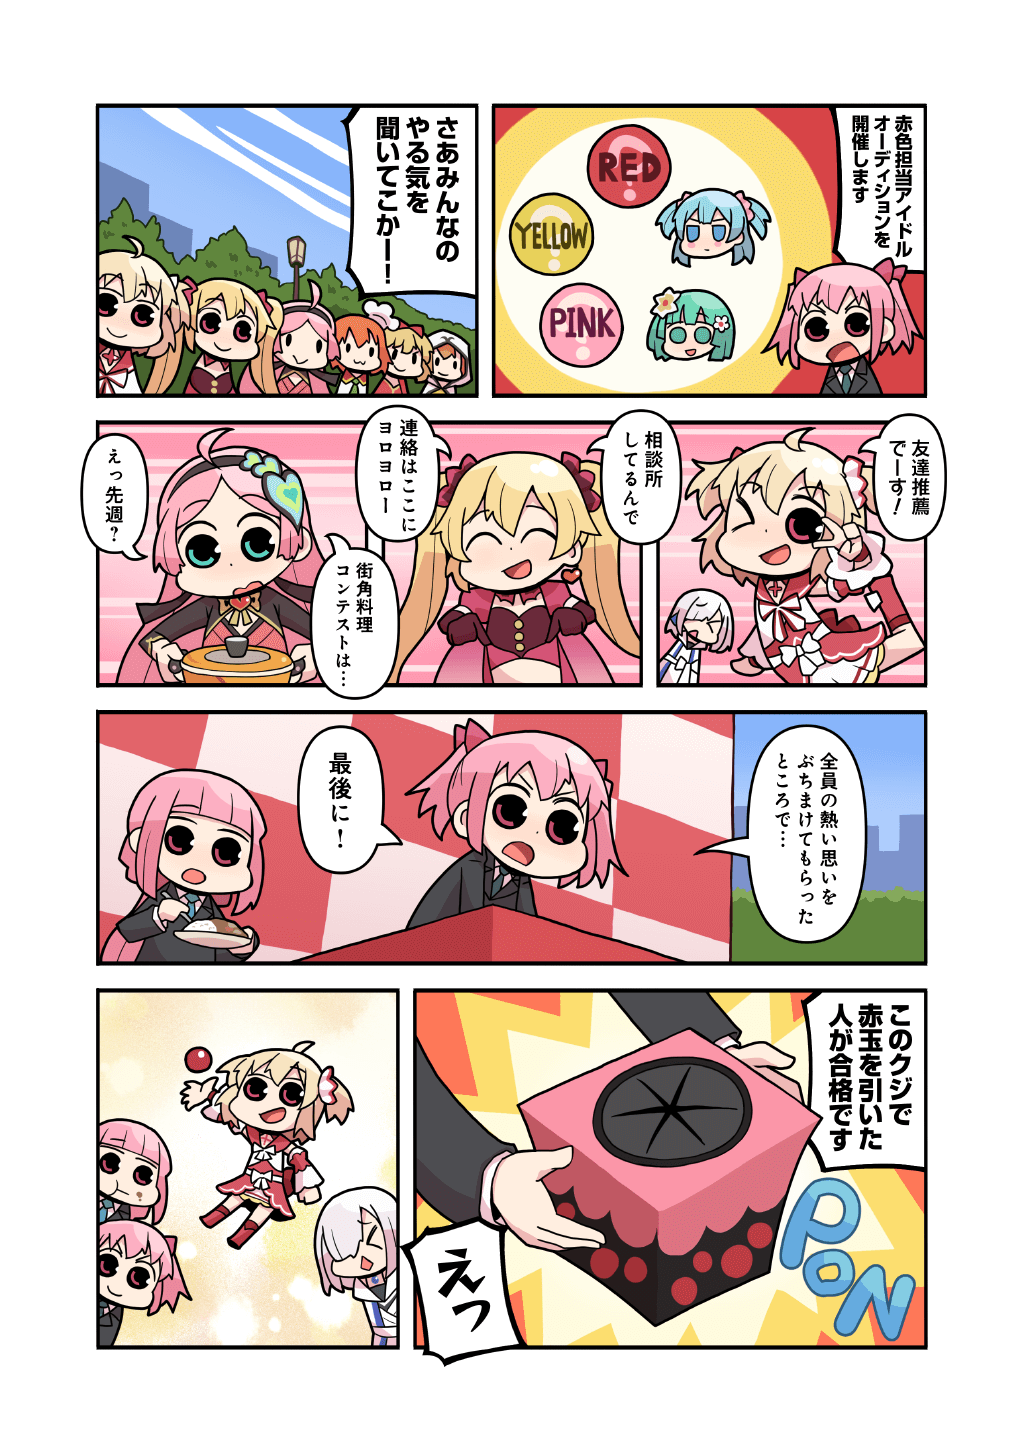 赤色担当アイドル
オーディションを
開催します
RED
YELLOW
PINK
さあみんなの
やる気を
聞いてこかー！
友達推薦
でーす！
相談所
してるんで
連絡はここに
ヨロヨロー
街角料理
コンテストは…
えっ先週？
全員の熱い思いを
ぶちまけてもらった
ところで…
最後に！
このクジで
赤玉を引いた
人が合格です
PON
えっ